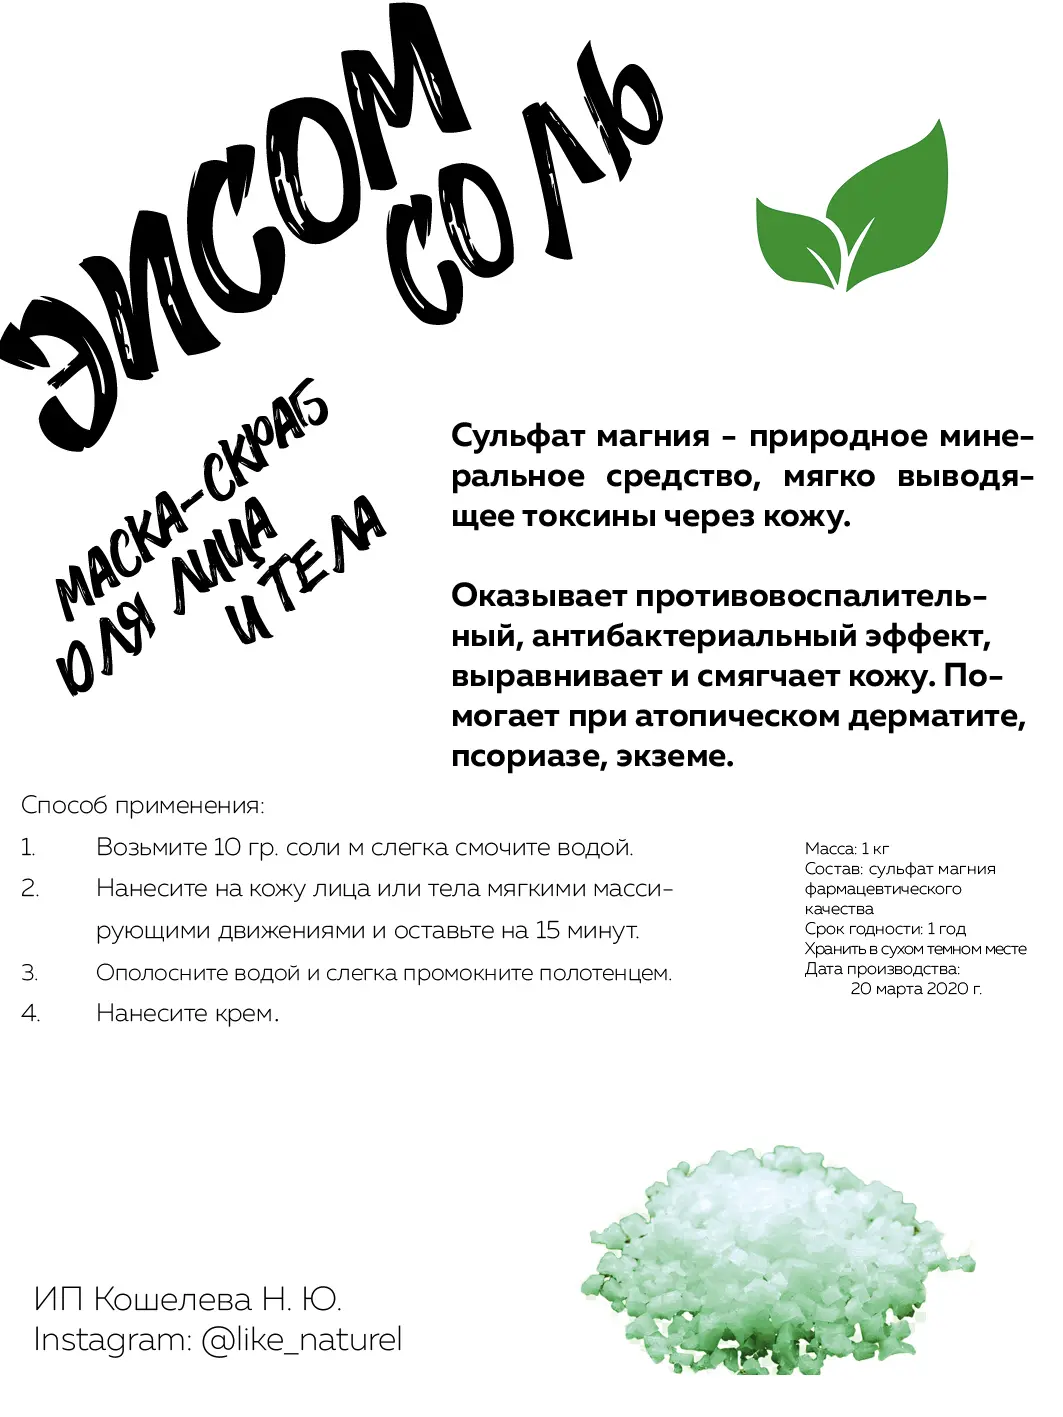 ЭПСОМ
СОЛЬ
МАСКА-СКРАБ
ДЛЯ ЛИЦА
И ТЕЛА
Сульфат магния - природное мине-
ральное средство, мягко выводя-
щее токсины через кожу.
Оказывает противовоспалитель-
ный, антибактериальный эффект,
выравнивает и смягчает кожу. По-
могает при атопическом дерматите,
псориазе, экземе.
Способ применения:
1. Возьмите 10 гр. соли м слегка смочите водой.
2. Нанесите на кожу лица или тела мягкими масси-
рующими движениями и оставьте на 15 минут.
3. Ополосните водой и слегка промокните полотенцем.
4. Нанесите крем.
Масса: 1 кг
Состав: сульфат магния
фармацевтического
качества
Срок годности: 1 год
Хранить в сухом темном месте
Дата производства:
20 марта 2020 г.
ИП Кошелева Н. Ю.
Instagram: @like_naturel